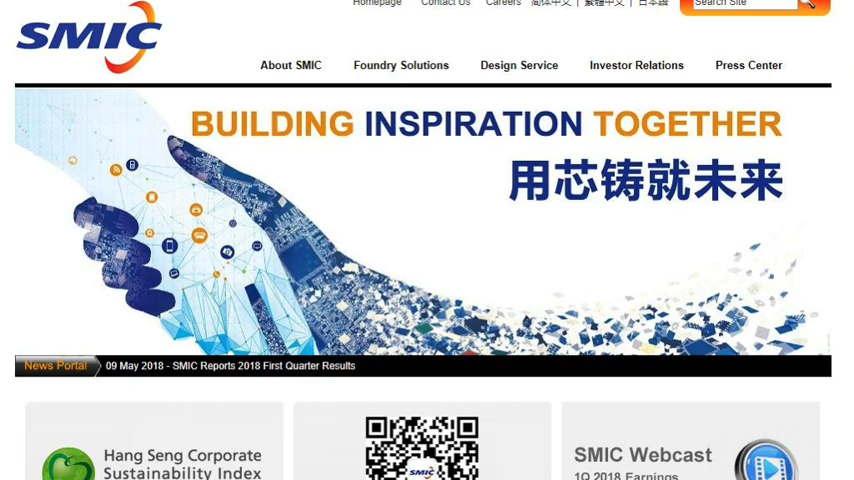 Homepage Contact Us Careers 简体中文 | 繁體中文 | 日本語 Search Site
SMIC
About SMIC Foundry Solutions Design Service Investor Relations Press Center
BUILDING INSPIRATION TOGETHER
用芯铸就未来
News Portal 09 May 2018 - SMIC Reports 2018 First Quarter Results
Hang Seng Corporate
Sustainability Index
SMIC
SMIC Webcast
1Q 2018 Earnings